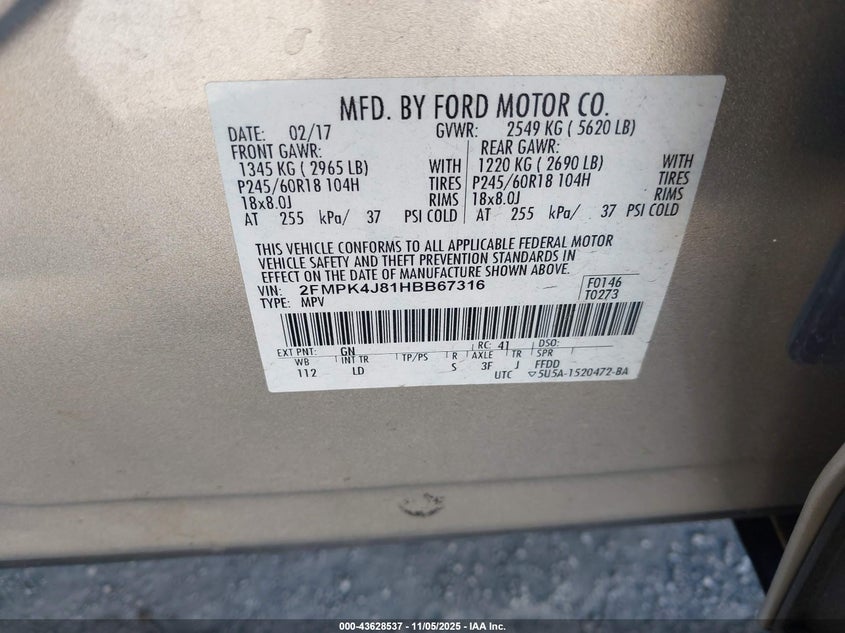 MFD. BY FORD MOTOR CO.
DATE: 02/17 GVWR: 2549 KG ( 5620 LB)
FRONT GAWR: REAR GAWR:
1345 KG ( 2965 LB) WITH 1220 KG ( 2690 LB) WITH
P245/60R18 104H TIRES P245/60R18 104H TIRES
18x8.0J RIMS 18x8.0J RIMS
AT 255 kPa/ 37 PSI COLD AT 255 kPa/ 37 PSI COLD
THIS VEHICLE CONFORMS TO ALL APPLICABLE FEDERAL MOTOR
VEHICLE SAFETY AND THEFT PREVENTION STANDARDS IN
EFFECT ON THE DATE OF MANUFACTURE SHOWN ABOVE.
VIN: 2FMPK4J81HBB67316 F0146
TYPE: MPV T0273
EXT PNT: GN RC: 41 DSO:
WB INT TR TP/PS R AXLE TR SPR
112 LD S 3F J FFDD
UTC ▽5U5A-1520472-BA
000-43628537 - 11/05/2025 - IAA Inc.